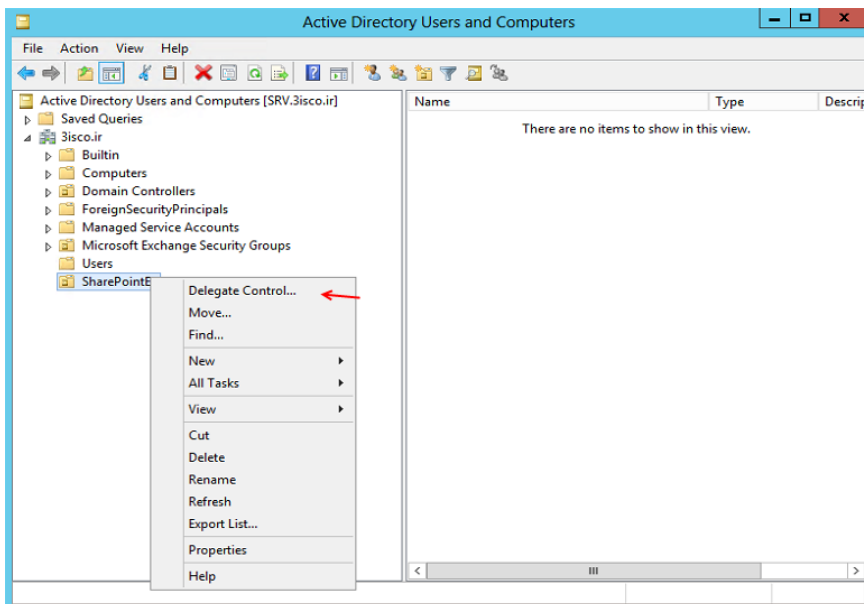 Active Directory Users and Computers
File Action View Help
Active Directory Users and Computers [SRV.3isco.ir]
Saved Queries
3isco.ir
Builtin
Computers
Domain Controllers
ForeignSecurityPrincipals
Managed Service Accounts
Microsoft Exchange Security Groups
Users
SharePointE
Delegate Control...
Move...
Find...
New
All Tasks
View
Cut
Delete
Rename
Refresh
Export List...
Properties
Help
Name Type Descrip
There are no items to show in this view.